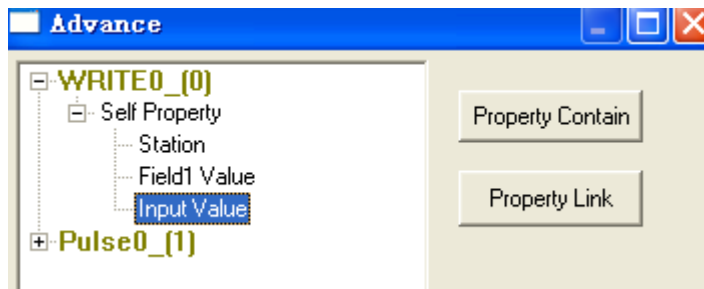 Advance
WRITE0_(0)
Self Property
Station
Field1 Value
Input Value
Pulse0_(1)
Property Contain
Property Link